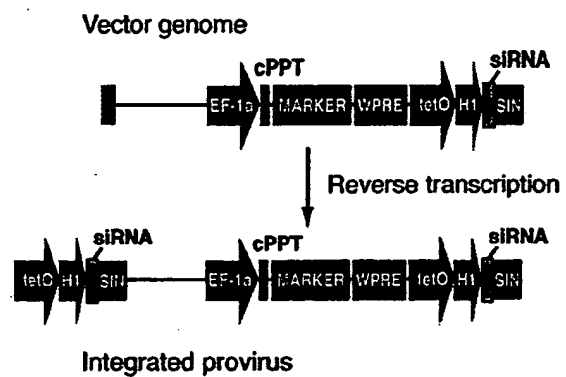 Vector genome
cPPT siRNA
EF-1a MARKER WPRE tetO H1 SIN
Reverse transcription
siRNA cPPT siRNA
tetO H1 SIN EF-1a MARKER WPRE tetO H1 SIN
Integrated provirus